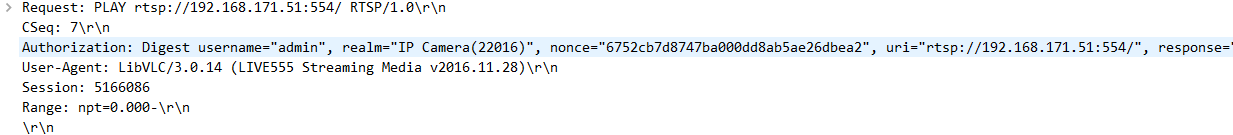 Request: PLAY rtsp://192.168.171.51:554/ RTSP/1.0\r\n
CSeq: 7\r\n
Authorization: Digest username="admin", realm="IP Camera(22016)", nonce="6752cb7d8747ba000dd8ab5ae26dbea2", uri="rtsp://192.168.171.51:554/", response="
User-Agent: LibVLC/3.0.14 (LIVE555 Streaming Media v2016.11.28)\r\n
Session: 5166086
Range: npt=0.000-\r\n
\r\n